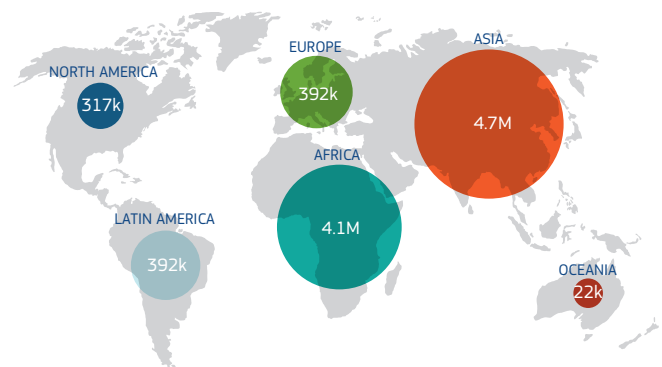 NORTH AMERICA
317k
EUROPE
392k
ASIA
4.7M
AFRICA
4.1M
LATIN AMERICA
392k
OCEANIA
22k